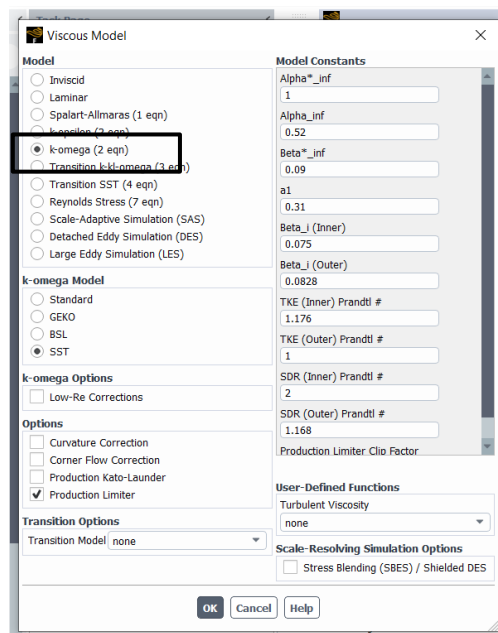 Task Page
Viscous Model
Model
Inviscid
Laminar
Spalart-Allmaras (1 eqn)
k-epsilon (2 eqn)
k-omega (2 eqn)
Transition k-kl-omega (3 eqn)
Transition SST (4 eqn)
Reynolds Stress (7 eqn)
Scale-Adaptive Simulation (SAS)
Detached Eddy Simulation (DES)
Large Eddy Simulation (LES)
k-omega Model
Standard
GEKO
BSL
SST
k-omega Options
Low-Re Corrections
Options
Curvature Correction
Corner Flow Correction
Production Kato-Launder
Production Limiter
Transition Options
Transition Model none
Model Constants
Alpha*_inf
1
Alpha_inf
0.52
Beta*_inf
0.09
a1
0.31
Beta_i (Inner)
0.075
Beta_i (Outer)
0.0828
TKE (Inner) Prandtl #
1.176
TKE (Outer) Prandtl #
1
SDR (Inner) Prandtl #
2
SDR (Outer) Prandtl #
1.168
Production Limiter Clip Factor
User-Defined Functions
Turbulent Viscosity
none
Scale-Resolving Simulation Options
Stress Blending (SBES) / Shielded DES
OK Cancel Help